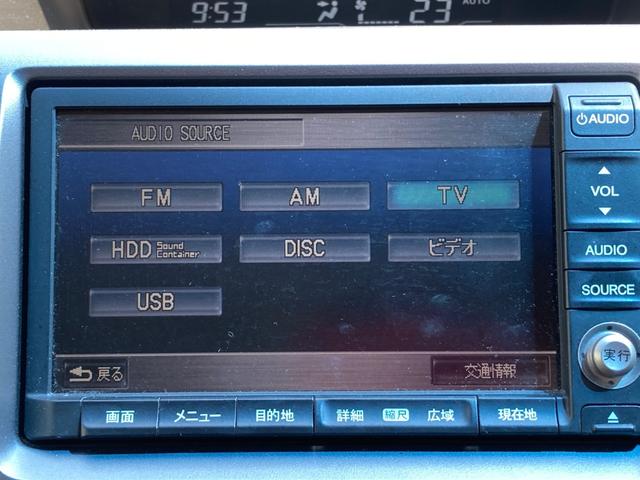 9:53 23 AUTO
AUDIO SOURCE
FM AM TV
HDD Sound Container DISC ビデオ
USB
戻る 交通情報
画面 メニュー 目的地 詳細 縮尺 広域 現在地
AUDIO
VOL
AUDIO
SOURCE
実行